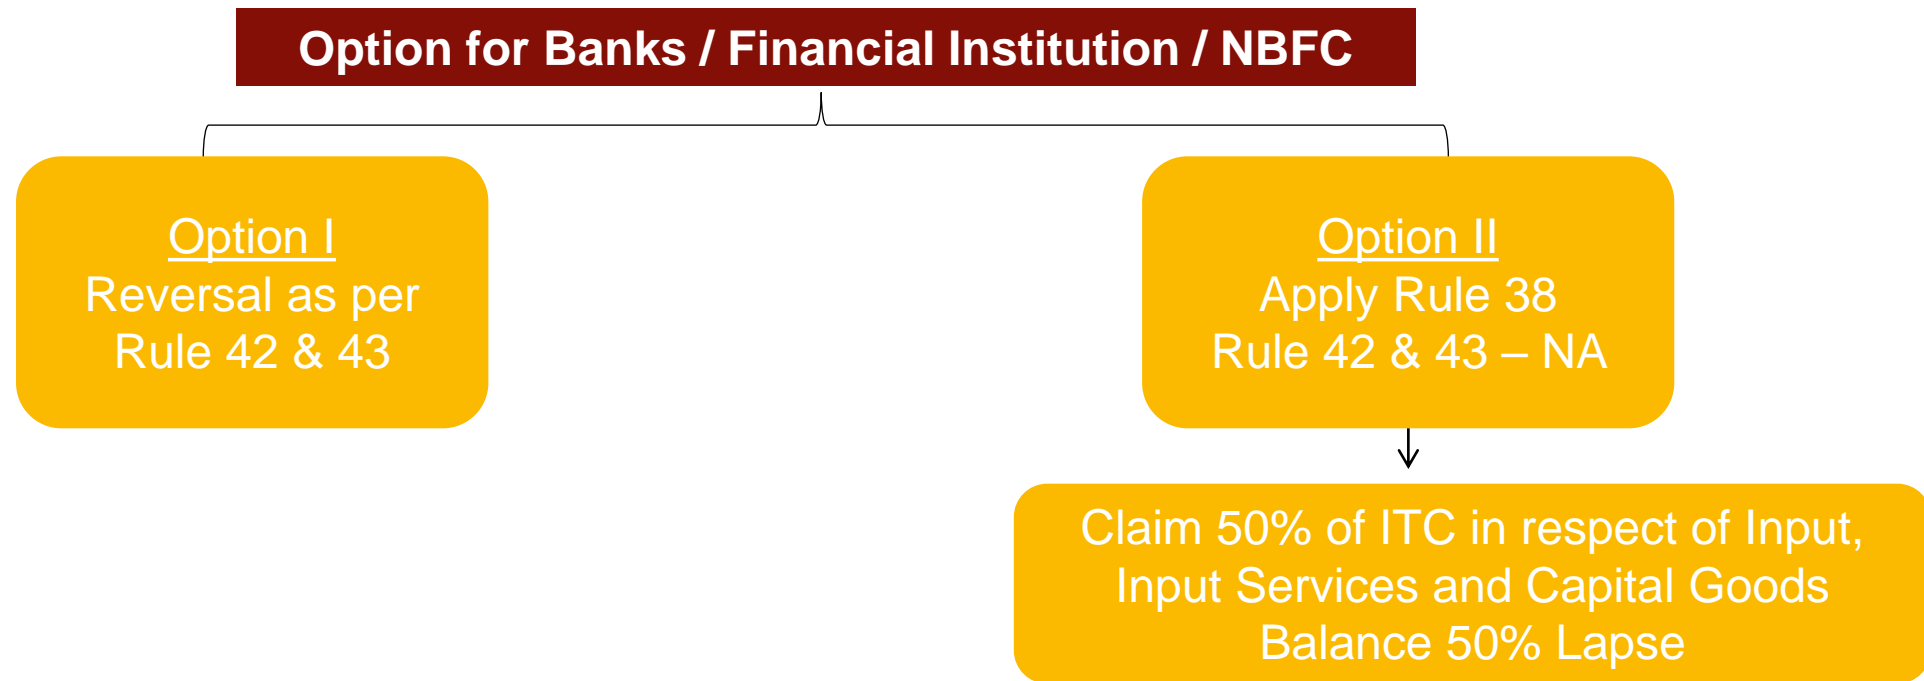 Option for Banks / Financial Institution / NBFC
Option I
Reversal as per
Rule 42 & 43
Option II
Apply Rule 38
Rule 42 & 43 – NA
Claim 50% of ITC in respect of Input,
Input Services and Capital Goods
Balance 50% Lapse